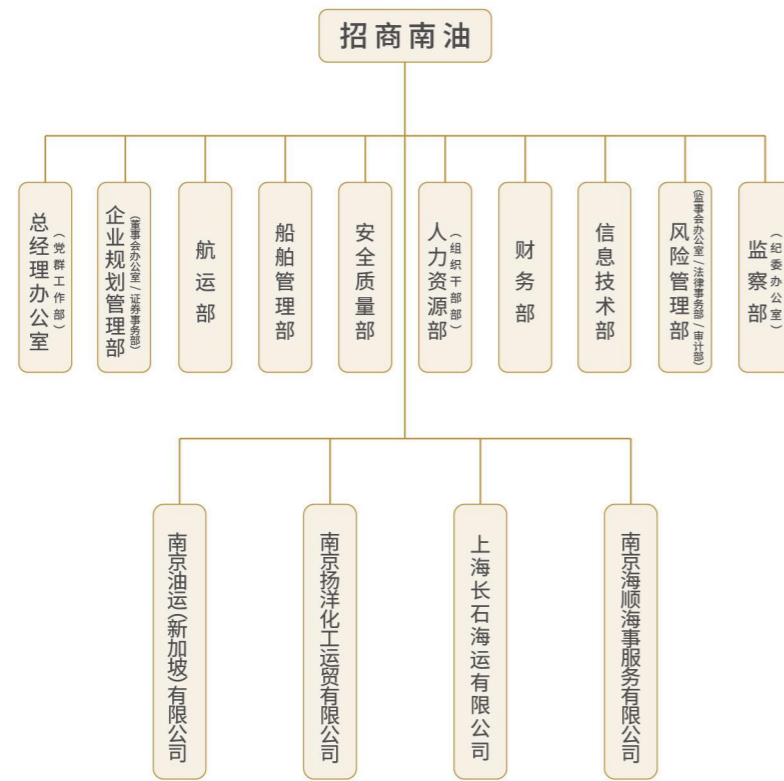 招商南油
总经理办公室
（党群工作部）
企业规划管理部
（董事会办公室/证券事务部）
航运部
船舶管理部
安全质量部
人力资源部
（组织干部部）
财务部
信息技术部
风险管理部
（监事会办公室/法律事务部/审计部）
监察部
（纪委办公室）
南京油运（新加坡）有限公司
南京扬洋化工运贸有限公司
上海长石海运有限公司
南京海顺海事服务有限公司